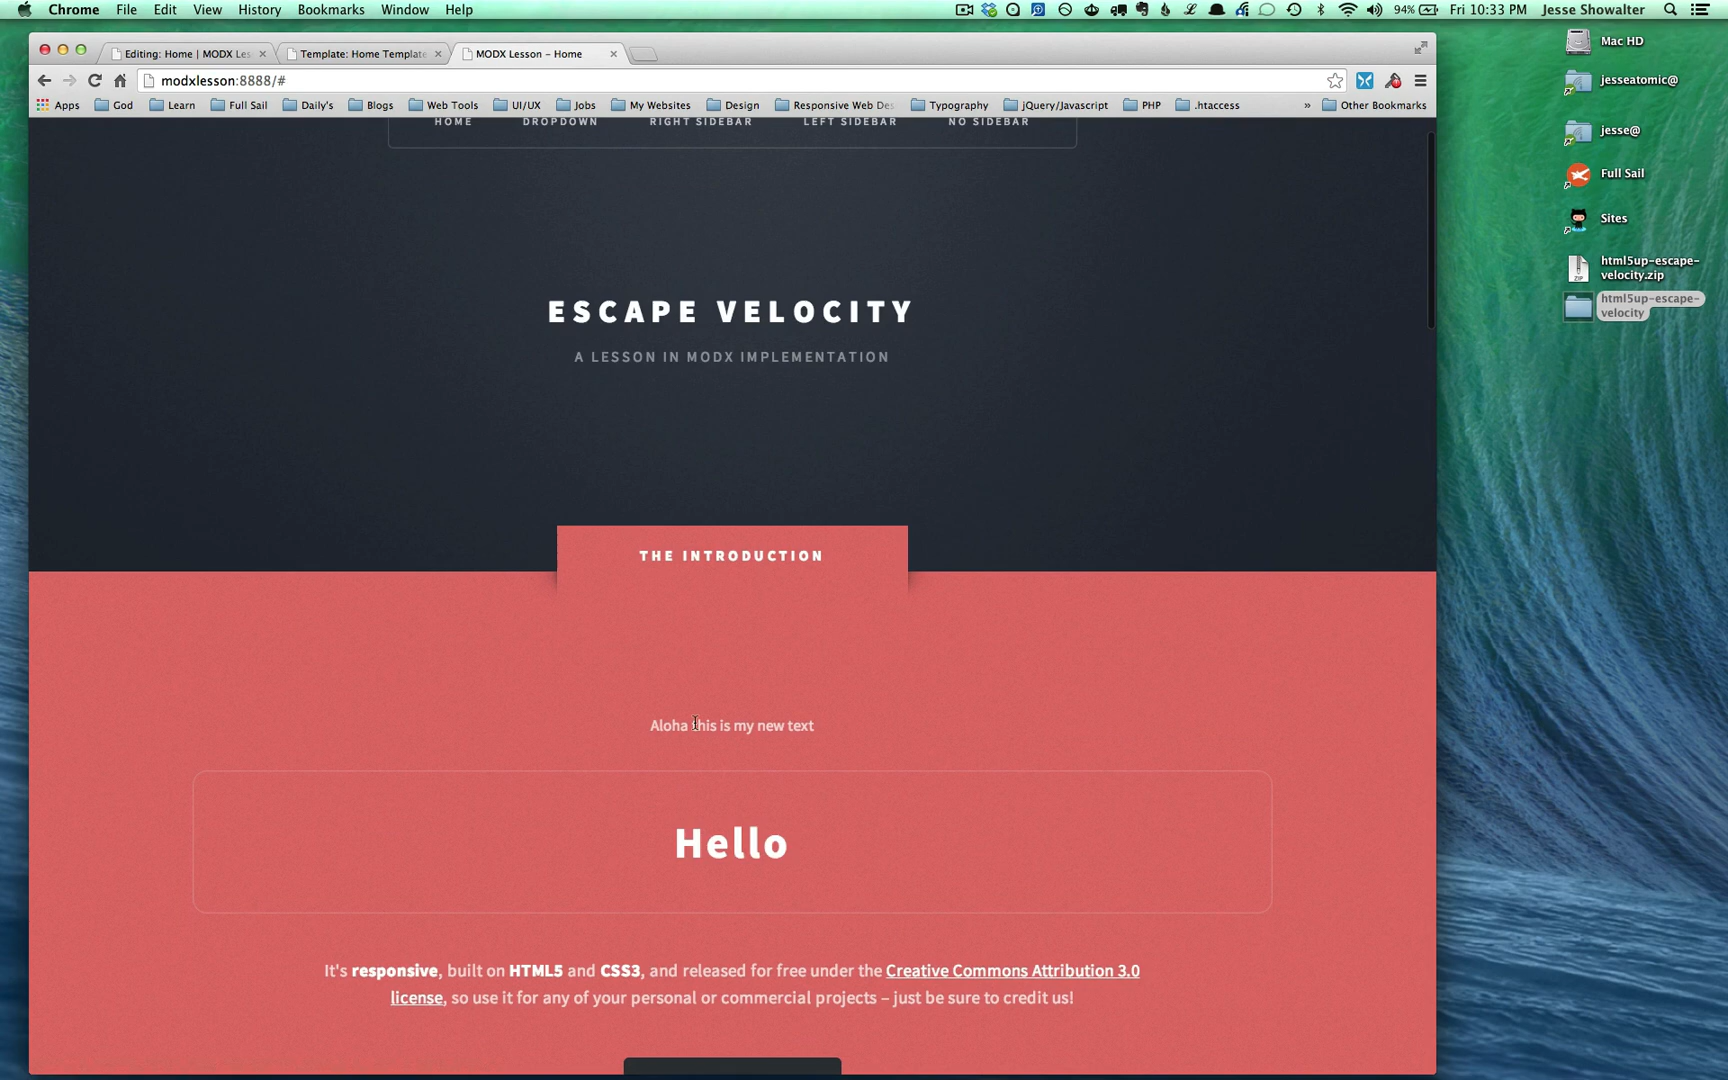 Chrome File Edit View History Bookmarks Window Help
94% Fri 10:33 PM Jesse Showalter
Editing: Home | MODX Les
Template: Home Template
MODX Lesson – Home
modxlesson:8888/#
Apps God Learn Full Sail Daily's Blogs Web Tools UI/UX Jobs My Websites Design Responsive Web Des Typography jQuery/Javascript PHP .htaccess » Other Bookmarks
HOME DROPDOWN RIGHT SIDEBAR LEFT SIDEBAR NO SIDEBAR
ESCAPE VELOCITY
A LESSON IN MODX IMPLEMENTATION
THE INTRODUCTION
Aloha this is my new text
Hello
It's responsive, built on HTML5 and CSS3, and released for free under the Creative Commons Attribution 3.0
license, so use it for any of your personal or commercial projects – just be sure to credit us!
Mac HD
jesseatomic@
jesse@
Full Sail
Sites
ZIP
html5up-escape-
velocity.zip
html5up-escape-
velocity